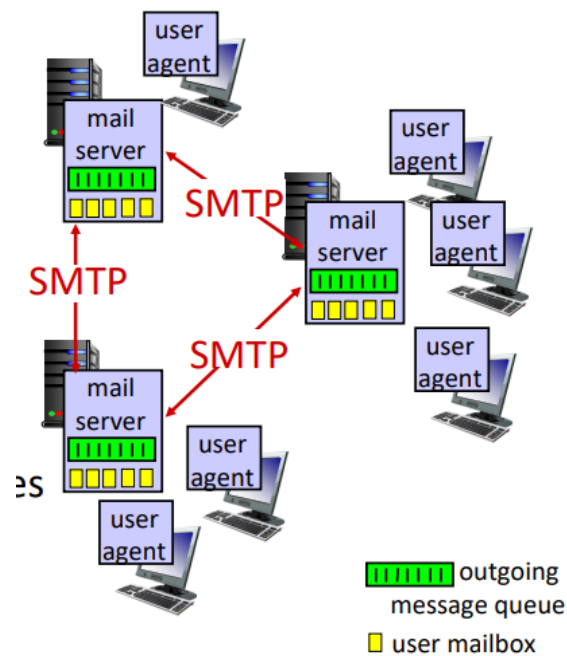 user
agent
mail
server
SMTP
user
agent
mail
server
user
agent
SMTP
SMTP
user
agent
mail
server
user
agent
es
user
agent
outgoing
message queue
user mailbox